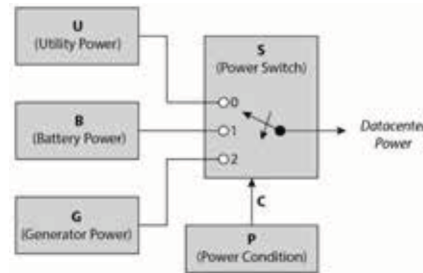 U
(Utility Power)
S
(Power Switch)
0
B
(Battery Power)
1
Datacenter
Power
2
G
(Generator Power)
C
P
(Power Condition)